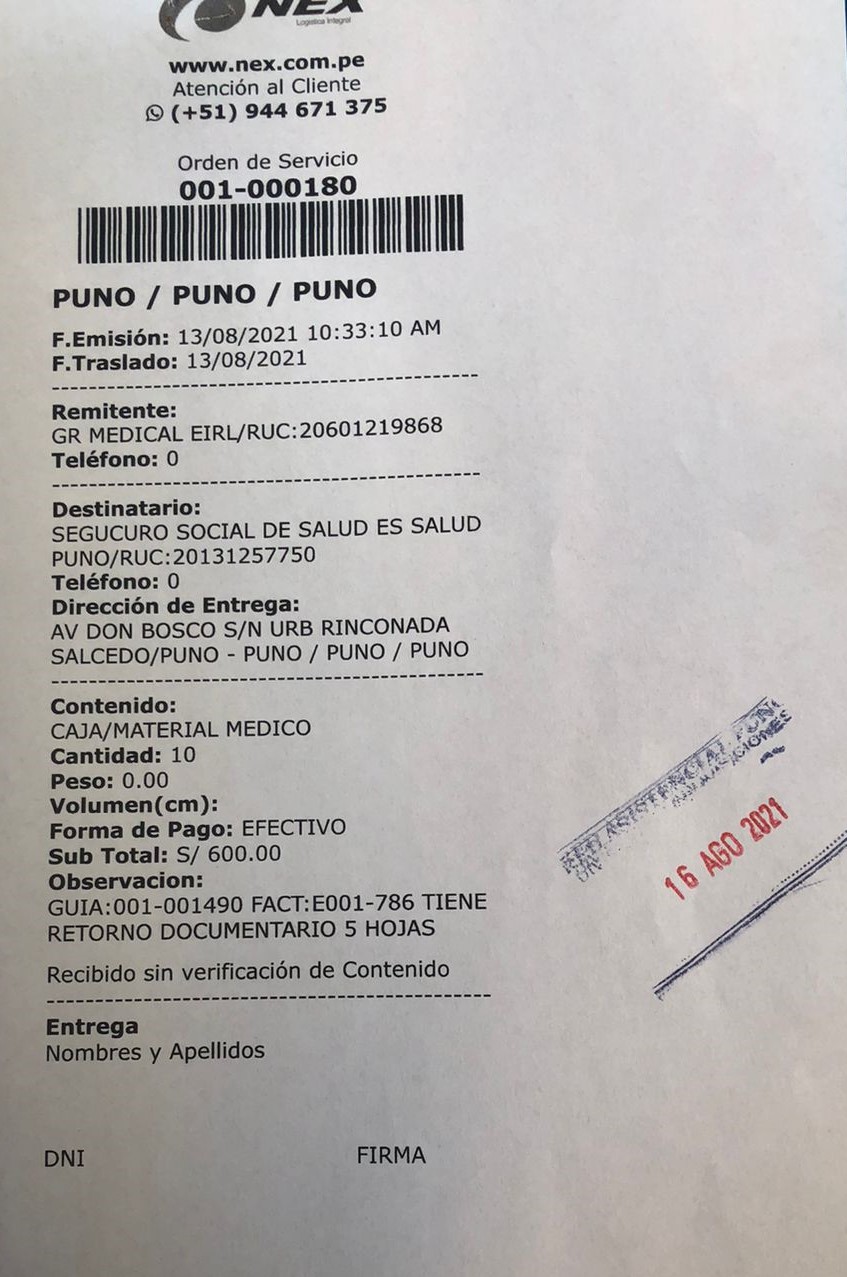 NEX
Logística Integral
www.nex.com.pe
Atención al Cliente
(+51) 944 671 375
Orden de Servicio
001-000180
PUNO / PUNO / PUNO
F.Emisión: 13/08/2021 10:33:10 AM
F.Traslado: 13/08/2021
Remitente:
GR MEDICAL EIRL/RUC:20601219868
Teléfono: 0
Destinatario:
SEGUCURO SOCIAL DE SALUD ES SALUD
PUNO/RUC:20131257750
Teléfono: 0
Dirección de Entrega:
AV DON BOSCO S/N URB RINCONADA
SALCEDO/PUNO - PUNO / PUNO / PUNO
Contenido:
CAJA/MATERIAL MEDICO
Cantidad: 10
Peso: 0.00
Volumen(cm):
Forma de Pago: EFECTIVO
Sub Total: S/ 600.00
Observacion:
GUIA:001-001490 FACT:E001-786 TIENE
RETORNO DOCUMENTARIO 5 HOJAS
Recibido sin verificación de Contenido
Entrega
Nombres y Apellidos
DNI FIRMA
RED ASISTENCIAL PUNO
16 AGO 2021